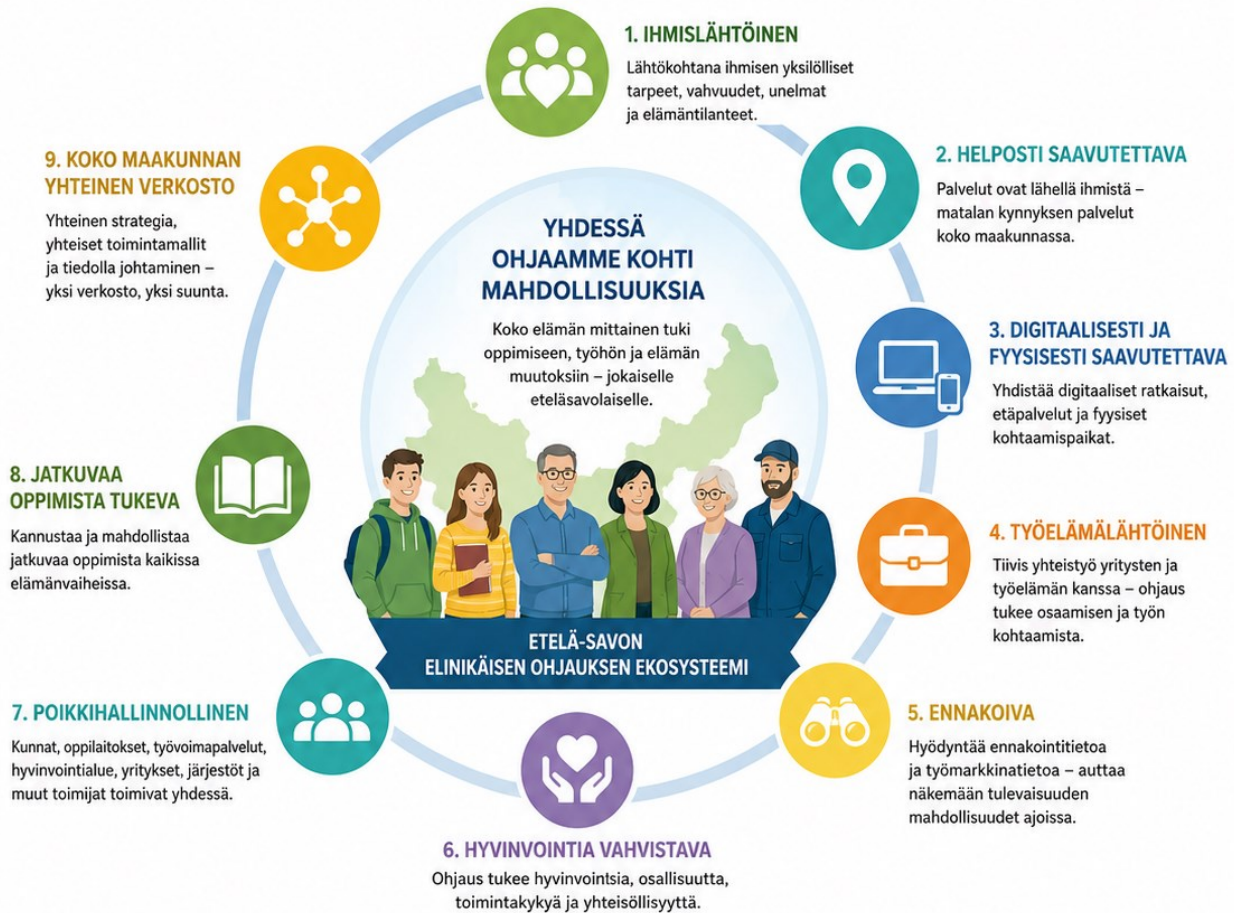 1. IHMISLÄHTÖINEN
Lähtökohtana ihmisen yksilölliset
tarpeet, vahvuudet, unelmat
ja elämäntilanteet.
2. HELPOSTI SAAVUTETTAVA
Palvelut ovat lähellä ihmistä –
matalan kynnyksen palvelut
koko maakunnassa.
3. DIGITAALISESTI JA
FYYSISESTI SAAVUTETTAVA
Yhdistää digitaaliset ratkaisut,
etäpalvelut ja fyysiset
kohtaamispaikat.
4. TYÖELÄMÄLÄHTÖINEN
Tiivis yhteistyö yritysten ja
työelämän kanssa – ohjaus
tukee osaamisen ja työn
kohtaamista.
5. ENNAKOIVA
Hyödyntää ennakointitietoa
ja työmarkkinatietoa – auttaa
näkemään tulevaisuuden
mahdollisuudet ajoissa.
6. HYVINVOINTIA VAHVISTAVA
Ohjaus tukee hyvinvointsia, osallisuutta,
toimintakykyä ja yhteisöllisyyttä.
7. POIKKIHALLINNOLLINEN
Kunnat, oppilaitokset, työvoimapalvelut,
hyvinvointialue, yritykset, järjestöt ja
muut toimijat toimivat yhdessä.
8. JATKUVAA
OPPIMISTA TUKEVA
Kannustaa ja mahdollistaa
jatkuvaa oppimista kaikissa
elämänvaiheissa.
9. KOKO MAAKUNNAN
YHTEINEN VERKOSTO
Yhteinen strategia,
yhteiset toimintamallit
ja tiedolla johtaminen –
yksi verkosto, yksi suunta.
YHDESSÄ
OHJAAMME KOHTI
MAHDOLLISUUKSIA
Koko elämän mittainen tuki
oppimiseen, työhön ja elämän
muutoksiin – jokaiselle
eteläsavolaiselle.
ETELÄ-SAVON
ELINIKÄISEN OHJAUKSEN EKOSYSTEEMI